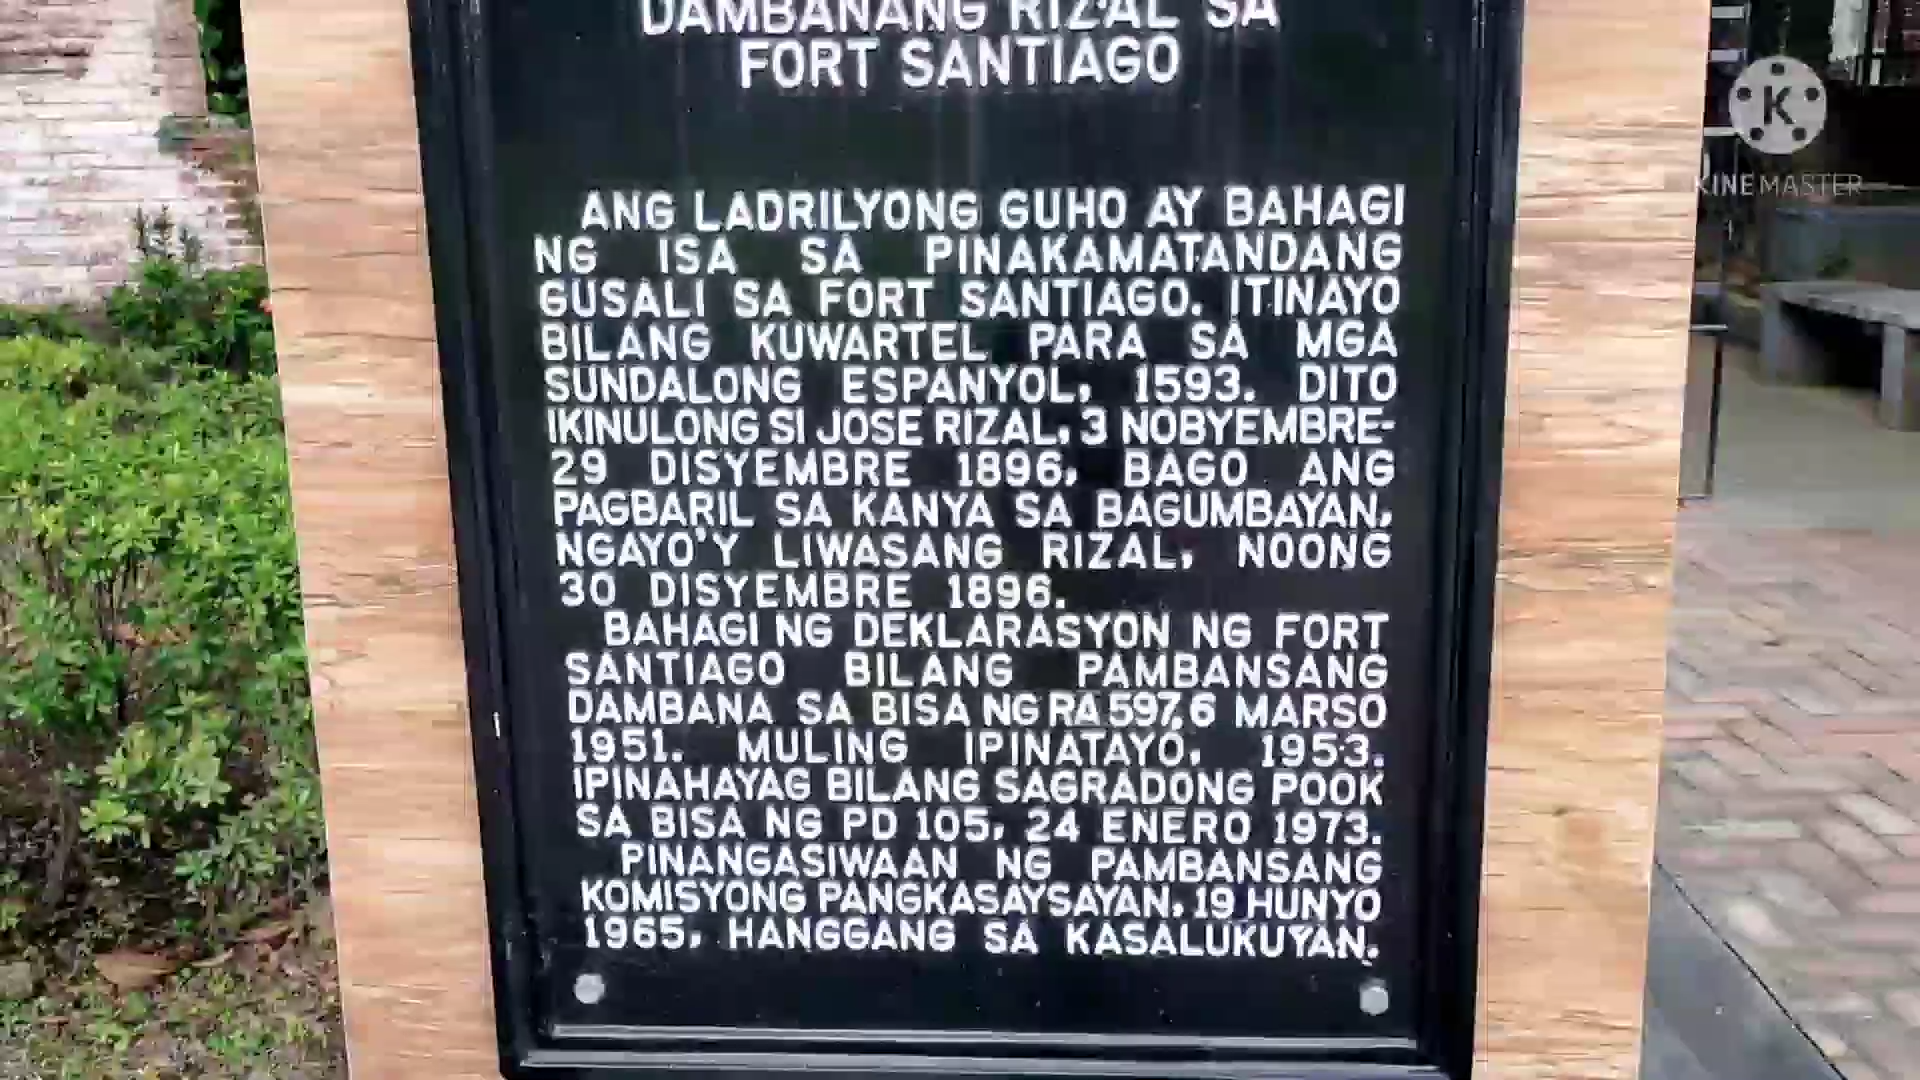 DAMBANANG RIZAL SA
FORT SANTIAGO
ANG LADRILYONG GUHO AY BAHAGI
NG ISA SA PINAKAMATANDANG
GUSALI SA FORT SANTIAGO. ITINAYO
BILANG KUWARTEL PARA SA MGA
SUNDALONG ESPANYOL, 1593. DITO
IKINULONG SI JOSE RIZAL, 3 NOBYEMBRE-
29 DISYEMBRE 1896, BAGO ANG
PAGBARIL SA KANYA SA BAGUMBAYAN,
NGAYO'Y LIWASANG RIZAL, NOONG
30 DISYEMBRE 1896.
BAHAGI NG DEKLARASYON NG FORT
SANTIAGO BILANG PAMBANSANG
DAMBANA SA BISA NG RA 597, 6 MARSO
1951. MULING IPINATAYO, 1953.
IPINAHAYAG BILANG SAGRADONG POOK
SA BISA NG PD 105, 24 ENERO 1973.
PINANGASIWAAN NG PAMBANSANG
KOMISYONG PANGKASAYSAYAN, 19 HUNYO
1965, HANGGANG SA KASALUKUYAN.
K
KINEMASTER